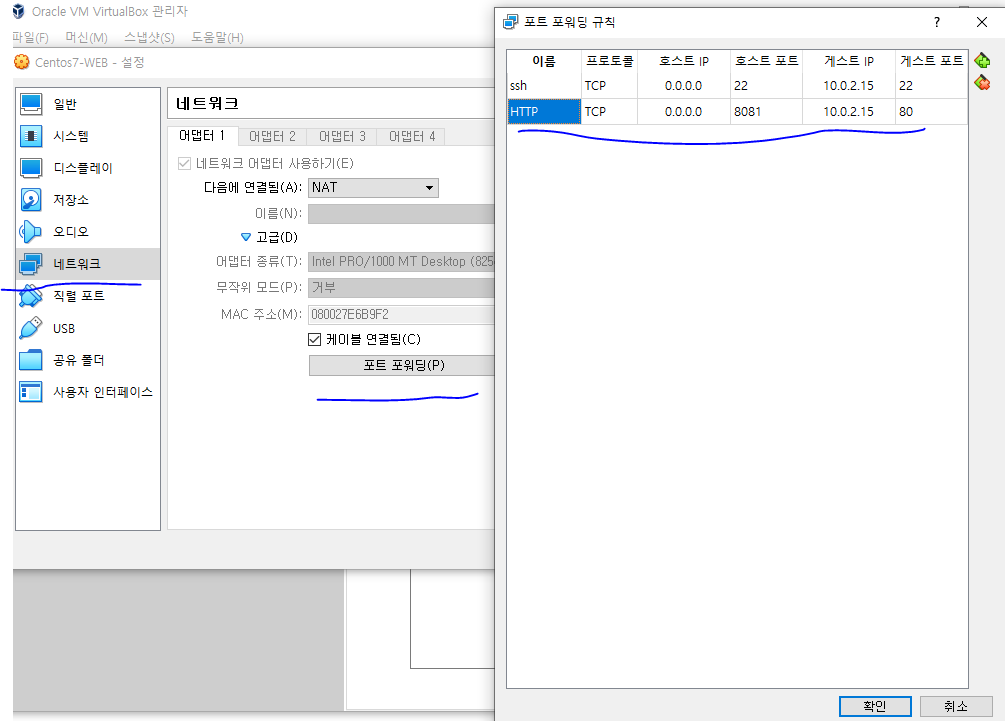 Oracle VM VirtualBox 관리자
파일(F) 머신(M) 스냅샷(S) 도움말(H)
Centos7-WEB - 설정
일반
시스템
디스플레이
저장소
오디오
네트워크
직렬 포트
USB
공유 폴더
사용자 인터페이스
네트워크
어댑터 1 어댑터 2 어댑터 3 어댑터 4
네트워크 어댑터 사용하기(E)
다음에 연결됨(A): NAT
이름(N):
고급(D)
어댑터 종류(T): Intel PRO/1000 MT Desktop (825
무작위 모드(P): 거부
MAC 주소(M): 080027E6B9F2
케이블 연결됨(C)
포트 포워딩(P)
포트 포워딩 규칙 ?
이름 프로토콜 호스트 IP 호스트 포트 게스트 IP 게스트 포트
ssh TCP 0.0.0.0 22 10.0.2.15 22
HTTP TCP 0.0.0.0 8081 10.0.2.15 80
확인 취소